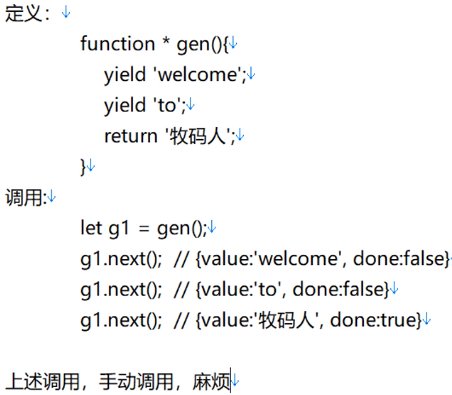 定义：↓
function * gen(){↓
yield 'welcome';↓
yield 'to';↓
return '牧码人';↓
}↓
调用:↓
let g1 = gen();↓
g1.next();  // {value:'welcome', done:false}↓
g1.next();  // {value:'to', done:false}↓
g1.next();  // {value:'牧码人', done:true}↓
上述调用，手动调用，麻烦↓